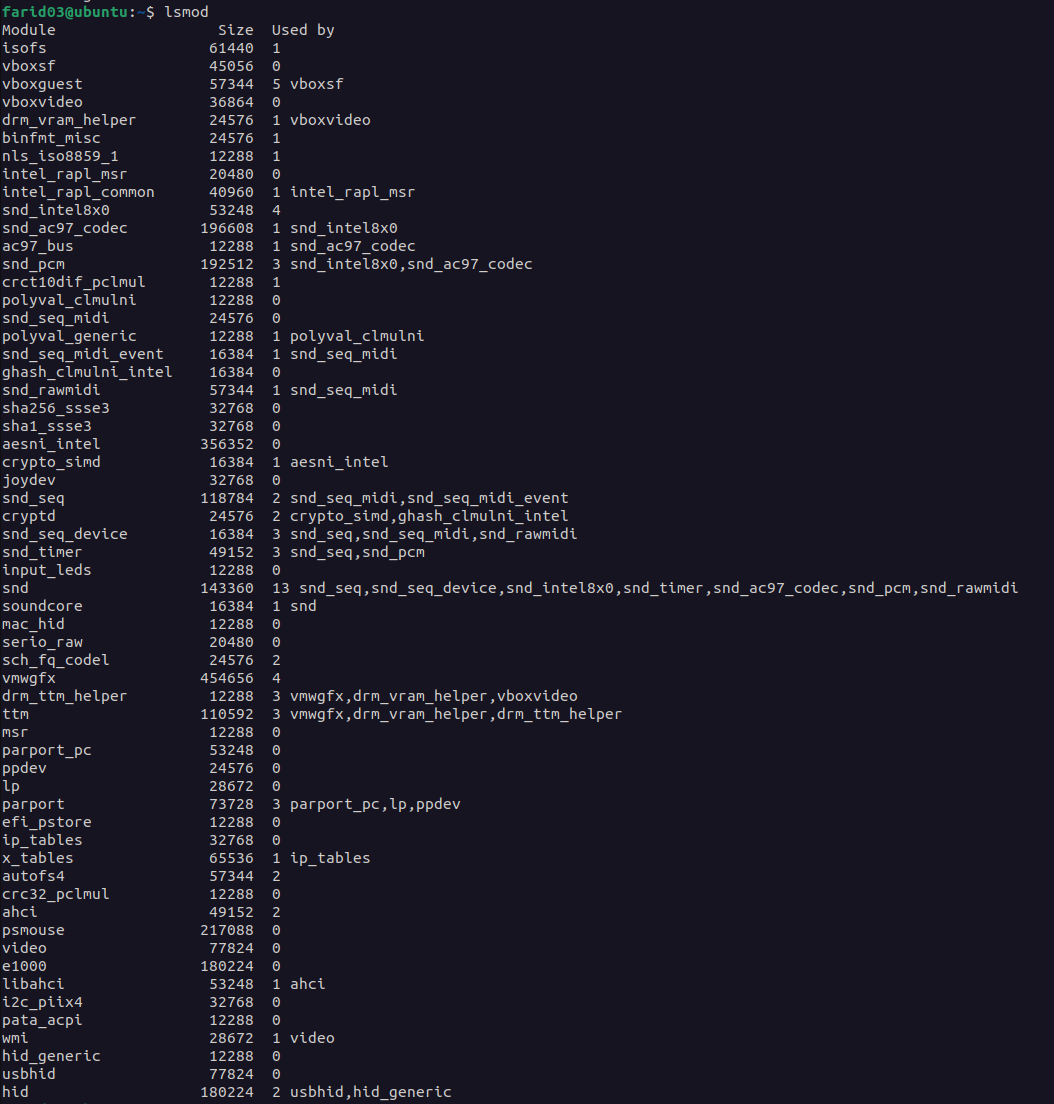 farid03@ubuntu:~$ lsmod
Module                  Size  Used by
isofs                  61440  1
vboxsf                 45056  0
vboxguest              57344  5 vboxsf
vboxvideo              36864  0
drm_vram_helper        24576  1 vboxvideo
binfmt_misc            24576  1
nls_iso8859_1          12288  1
intel_rapl_msr         20480  0
intel_rapl_common      40960  1 intel_rapl_msr
snd_intel8x0           53248  4
snd_ac97_codec        196608  1 snd_intel8x0
ac97_bus               12288  1 snd_ac97_codec
snd_pcm               192512  3 snd_intel8x0,snd_ac97_codec
crct10dif_pclmul       12288  1
polyval_clmulni        12288  0
snd_seq_midi           24576  0
polyval_generic        12288  1 polyval_clmulni
snd_seq_midi_event     16384  1 snd_seq_midi
ghash_clmulni_intel    16384  0
snd_rawmidi            57344  1 snd_seq_midi
sha256_ssse3           32768  0
sha1_ssse3             32768  0
aesni_intel           356352  0
crypto_simd            16384  1 aesni_intel
joydev                 32768  0
snd_seq               118784  2 snd_seq_midi,snd_seq_midi_event
cryptd                 24576  2 crypto_simd,ghash_clmulni_intel
snd_seq_device         16384  3 snd_seq,snd_seq_midi,snd_rawmidi
snd_timer              49152  3 snd_seq,snd_pcm
input_leds             12288  0
snd                   143360  13 snd_seq,snd_seq_device,snd_intel8x0,snd_timer,snd_ac97_codec,snd_pcm,snd_rawmidi
soundcore              16384  1 snd
mac_hid                12288  0
serio_raw              20480  0
sch_fq_codel           24576  2
vmwgfx                454656  4
drm_ttm_helper         12288  3 vmwgfx,drm_vram_helper,vboxvideo
ttm                   110592  3 vmwgfx,drm_vram_helper,drm_ttm_helper
msr                    12288  0
parport_pc             53248  0
ppdev                  24576  0
lp                     28672  0
parport                73728  3 parport_pc,lp,ppdev
efi_pstore             12288  0
ip_tables              32768  0
x_tables               65536  1 ip_tables
autofs4                57344  2
crc32_pclmul           12288  0
ahci                   49152  2
psmouse               217088  0
video                  77824  0
e1000                 180224  0
libahci                53248  1 ahci
i2c_piix4              32768  0
pata_acpi              12288  0
wmi                    28672  1 video
hid_generic            12288  0
usbhid                 77824  0
hid                   180224  2 usbhid,hid_generic